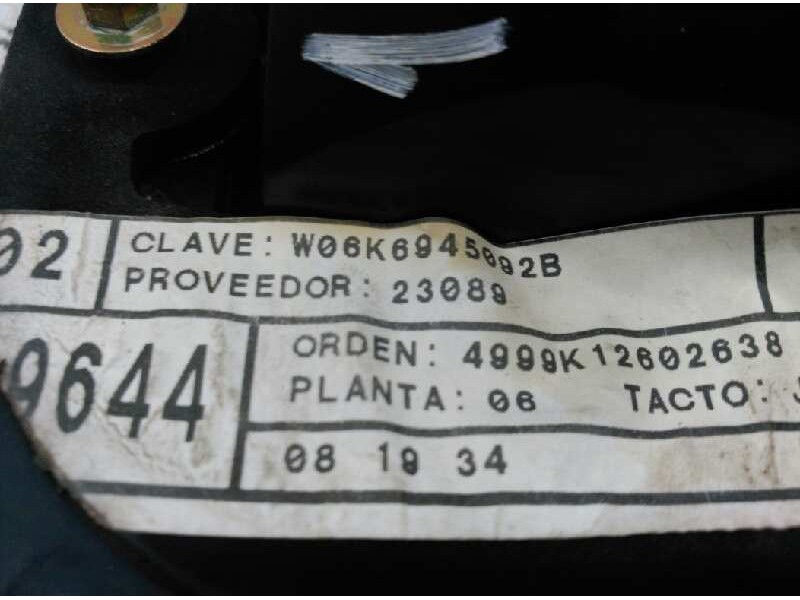 02
CLAVE: W06K6945092B
PROVEEDOR: 23089
9644
ORDEN: 4999K12602638
PLANTA: 06 TACTO:
08 19 34